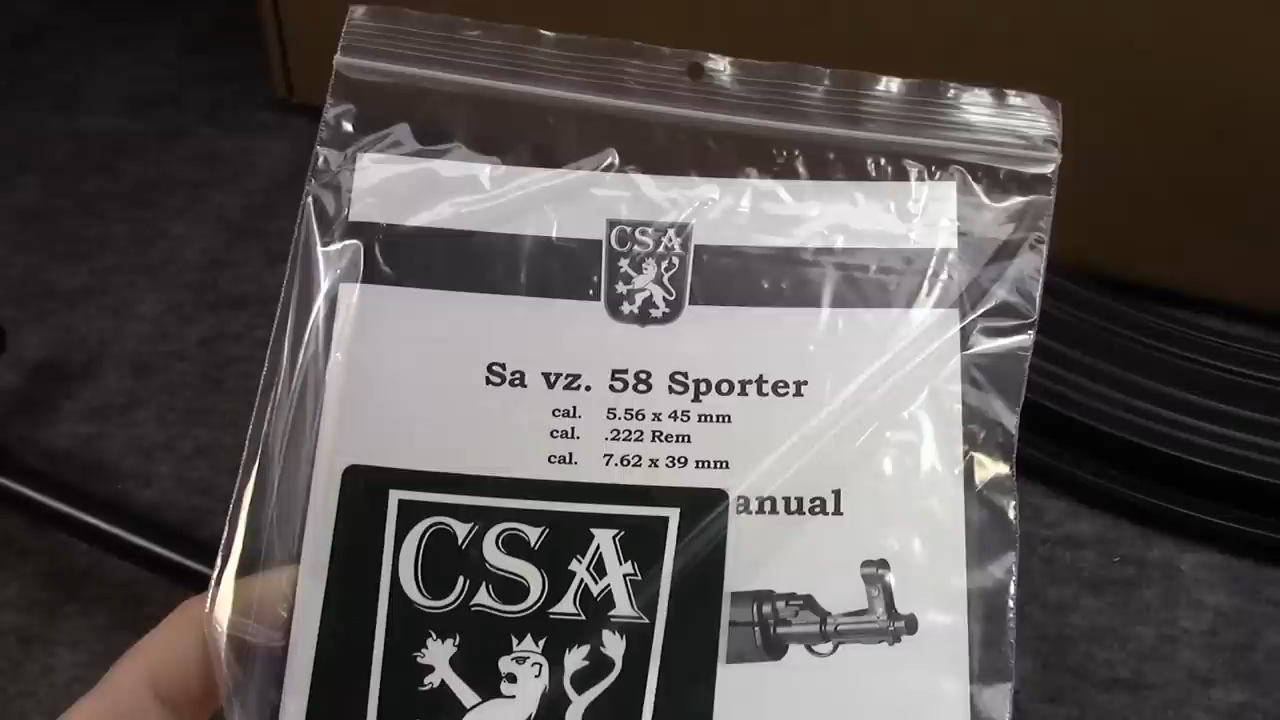 CSA
Sa vz. 58 Sporter
cal. 5.56 x 45 mm
cal. .222 Rem
cal. 7.62 x 39 mm
anual
CSA